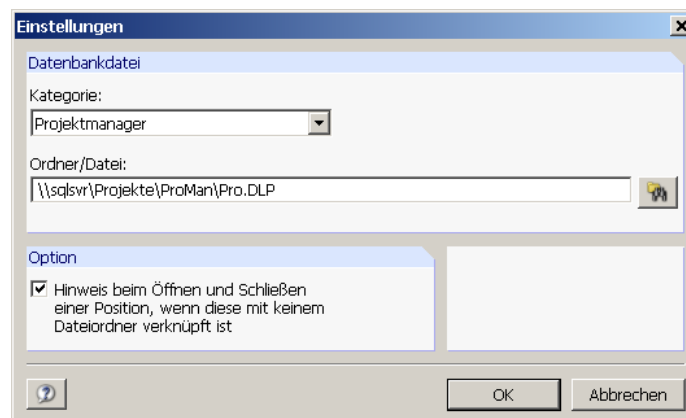 Einstellungen
Datenbankdatei
Kategorie:
Projektmanager
Ordner/Datei:
\\sqlsvr\Projekte\ProMan\Pro.DLP
Option
Hinweis beim Öffnen und Schließen
einer Position, wenn diese mit keinem
Dateiordner verknüpft ist
OK
Abbrechen